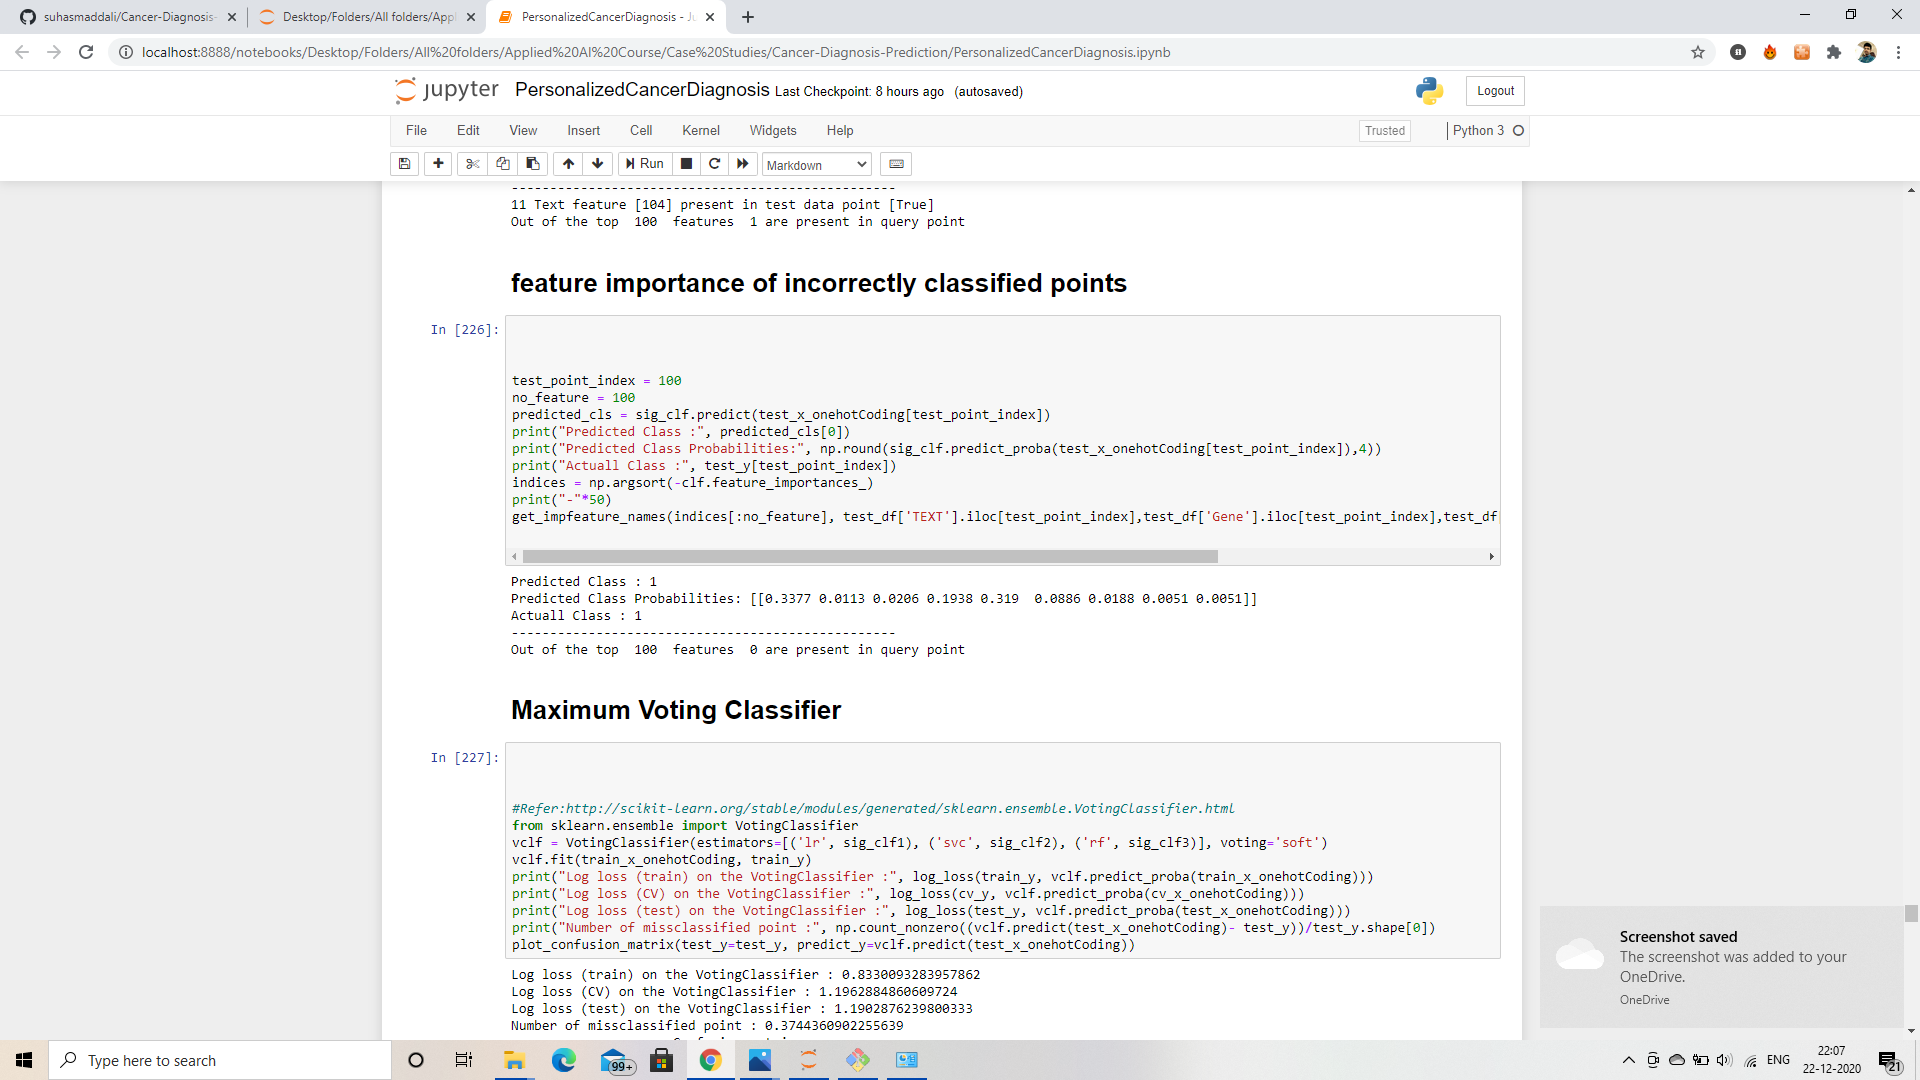 suhasmaddali/Cancer-Diagnosis-
Desktop/Folders/All folders/Appl
PersonalizedCancerDiagnosis - Ju
localhost:8888/notebooks/Desktop/Folders/All%20folders/Applied%20AI%20Course/Case%20Studies/Cancer-Diagnosis-Prediction/PersonalizedCancerDiagnosis.ipynb
jupyter PersonalizedCancerDiagnosis Last Checkpoint: 8 hours ago (autosaved)
Logout
File Edit View Insert Cell Kernel Widgets Help
Trusted
Python 3
Run
Markdown
--------------------------------------------------
11 Text feature [104] present in test data point [True]
Out of the top  100  features  1 are present in query point
feature importance of incorrectly classified points
In [226]:
test_point_index = 100
no_feature = 100
predicted_cls = sig_clf.predict(test_x_onehotCoding[test_point_index])
print("Predicted Class :", predicted_cls[0])
print("Predicted Class Probabilities:", np.round(sig_clf.predict_proba(test_x_onehotCoding[test_point_index]),4))
print("Actuall Class :", test_y[test_point_index])
indices = np.argsort(-clf.feature_importances_)
print("-"*50)
get_impfeature_names(indices[:no_feature], test_df['TEXT'].iloc[test_point_index],test_df['Gene'].iloc[test_point_index],test_df[
Predicted Class : 1
Predicted Class Probabilities: [[0.3377 0.0113 0.0206 0.1938 0.319  0.0886 0.0188 0.0051 0.0051]]
Actuall Class : 1
--------------------------------------------------
Out of the top  100  features  0 are present in query point
Maximum Voting Classifier
In [227]:
#Refer:http://scikit-learn.org/stable/modules/generated/sklearn.ensemble.VotingClassifier.html
from sklearn.ensemble import VotingClassifier
vclf = VotingClassifier(estimators=[('lr', sig_clf1), ('svc', sig_clf2), ('rf', sig_clf3)], voting='soft')
vclf.fit(train_x_onehotCoding, train_y)
print("Log loss (train) on the VotingClassifier :", log_loss(train_y, vclf.predict_proba(train_x_onehotCoding)))
print("Log loss (CV) on the VotingClassifier :", log_loss(cv_y, vclf.predict_proba(cv_x_onehotCoding)))
print("Log loss (test) on the VotingClassifier :", log_loss(test_y, vclf.predict_proba(test_x_onehotCoding)))
print("Number of missclassified point :", np.count_nonzero((vclf.predict(test_x_onehotCoding)- test_y))/test_y.shape[0])
plot_confusion_matrix(test_y=test_y, predict_y=vclf.predict(test_x_onehotCoding))
Log loss (train) on the VotingClassifier : 0.8330093283957862
Log loss (CV) on the VotingClassifier : 1.1962884860609724
Log loss (test) on the VotingClassifier : 1.1902876239800333
Number of missclassified point : 0.3744360902255639
Screenshot saved
The screenshot was added to your
OneDrive.
OneDrive
Type here to search
99+
ENG
22:07
22-12-2020
21